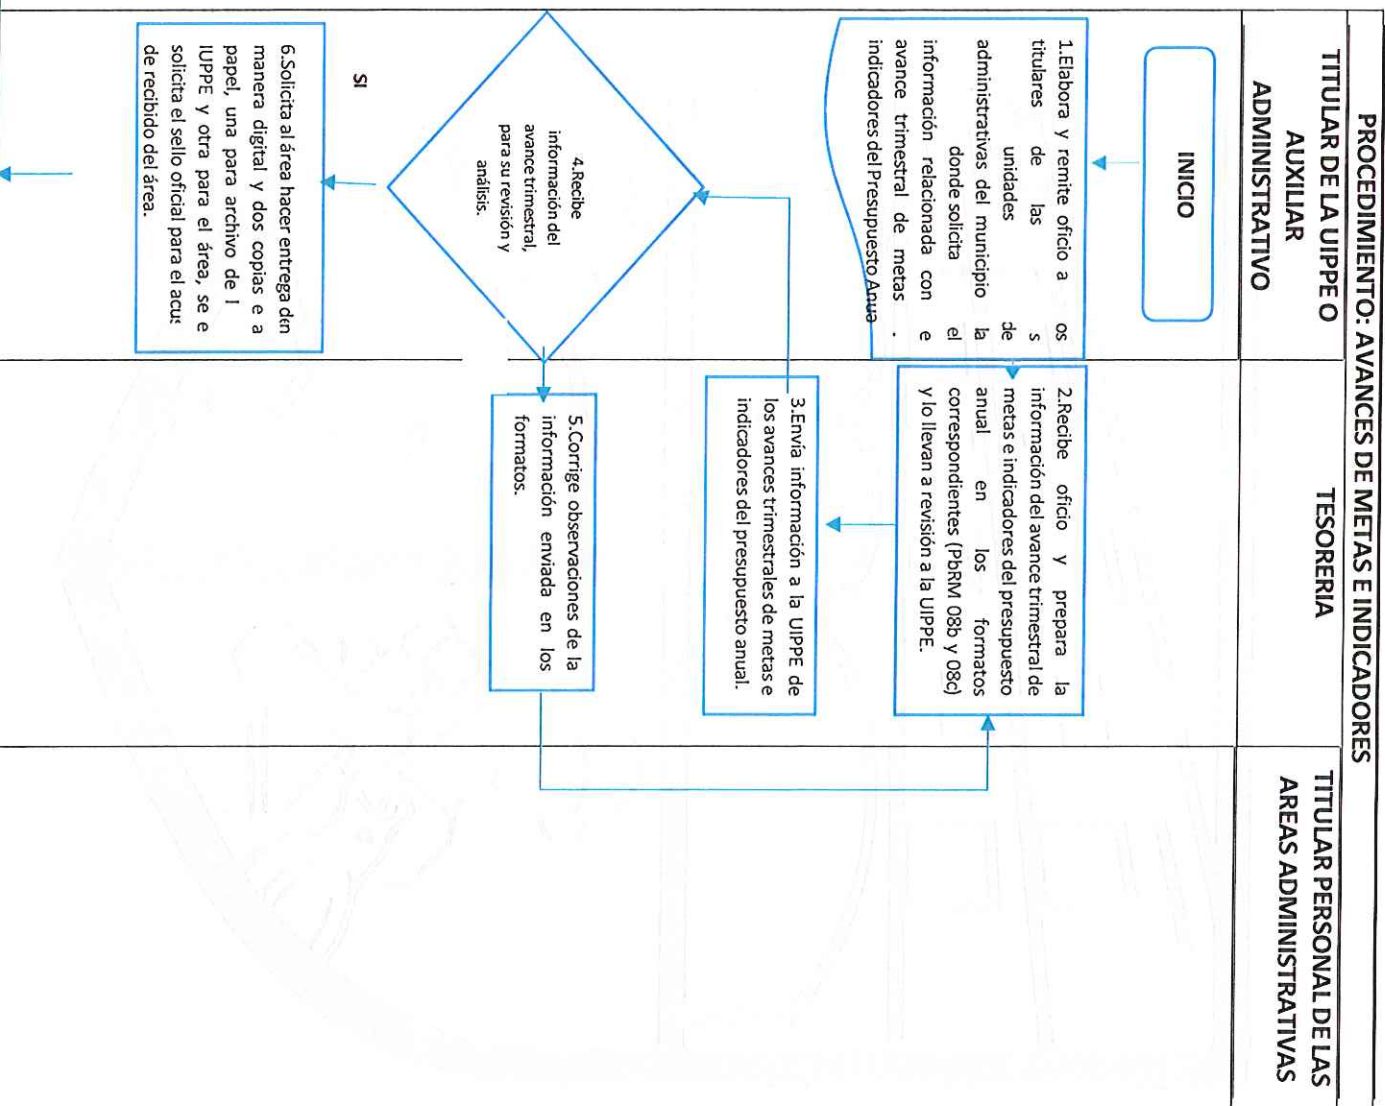 PROCEDIMIENTO: AVANCES DE METAS E INDICADORES
TITULAR DE LA UIPPE O
AUXILIAR
ADMINISTRATIVO
TESORERIA
TITULAR PERSONAL DE LAS
AREAS ADMINISTRATIVAS
INICIO
1.Elabora y remite oficio a os
titulares de las s
unidades de
administrativas del municipio la
donde solicita el
información relacionada con e
avance trimestral de metas .
indicadores del Presupuesto Anua
2.Recibe oficio y prepara la
información del avance trimestral de
metas e indicadores del presupuesto
anual en los formatos
correspondientes (PbRM 08b y 08c)
y lo llevan a revisión a la UIPPE.
3.Envía información a la UIPPE de
los avances trimestrales de metas e
indicadores del presupuesto anual.
4.Recibe
información del
avance trimestral,
para su revisión y
análisis.
5.Corrige observaciones de la
información enviada en los
formatos.
SI
6.Solicita al área hacer entrega
manera digital y dos copias e a
papel, una para archivo de l
IUPPE y otra para el área, se e
solicita el sello oficial para el
de recibido del área.